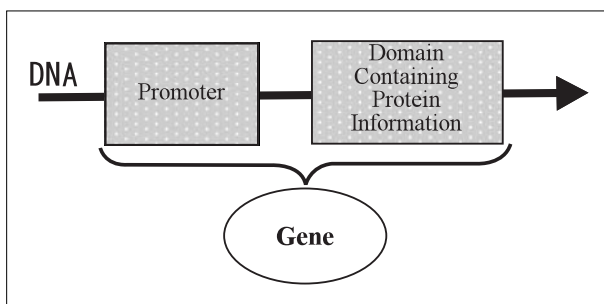 DNA
Promoter
Domain
Containing
Protein
Information
Gene